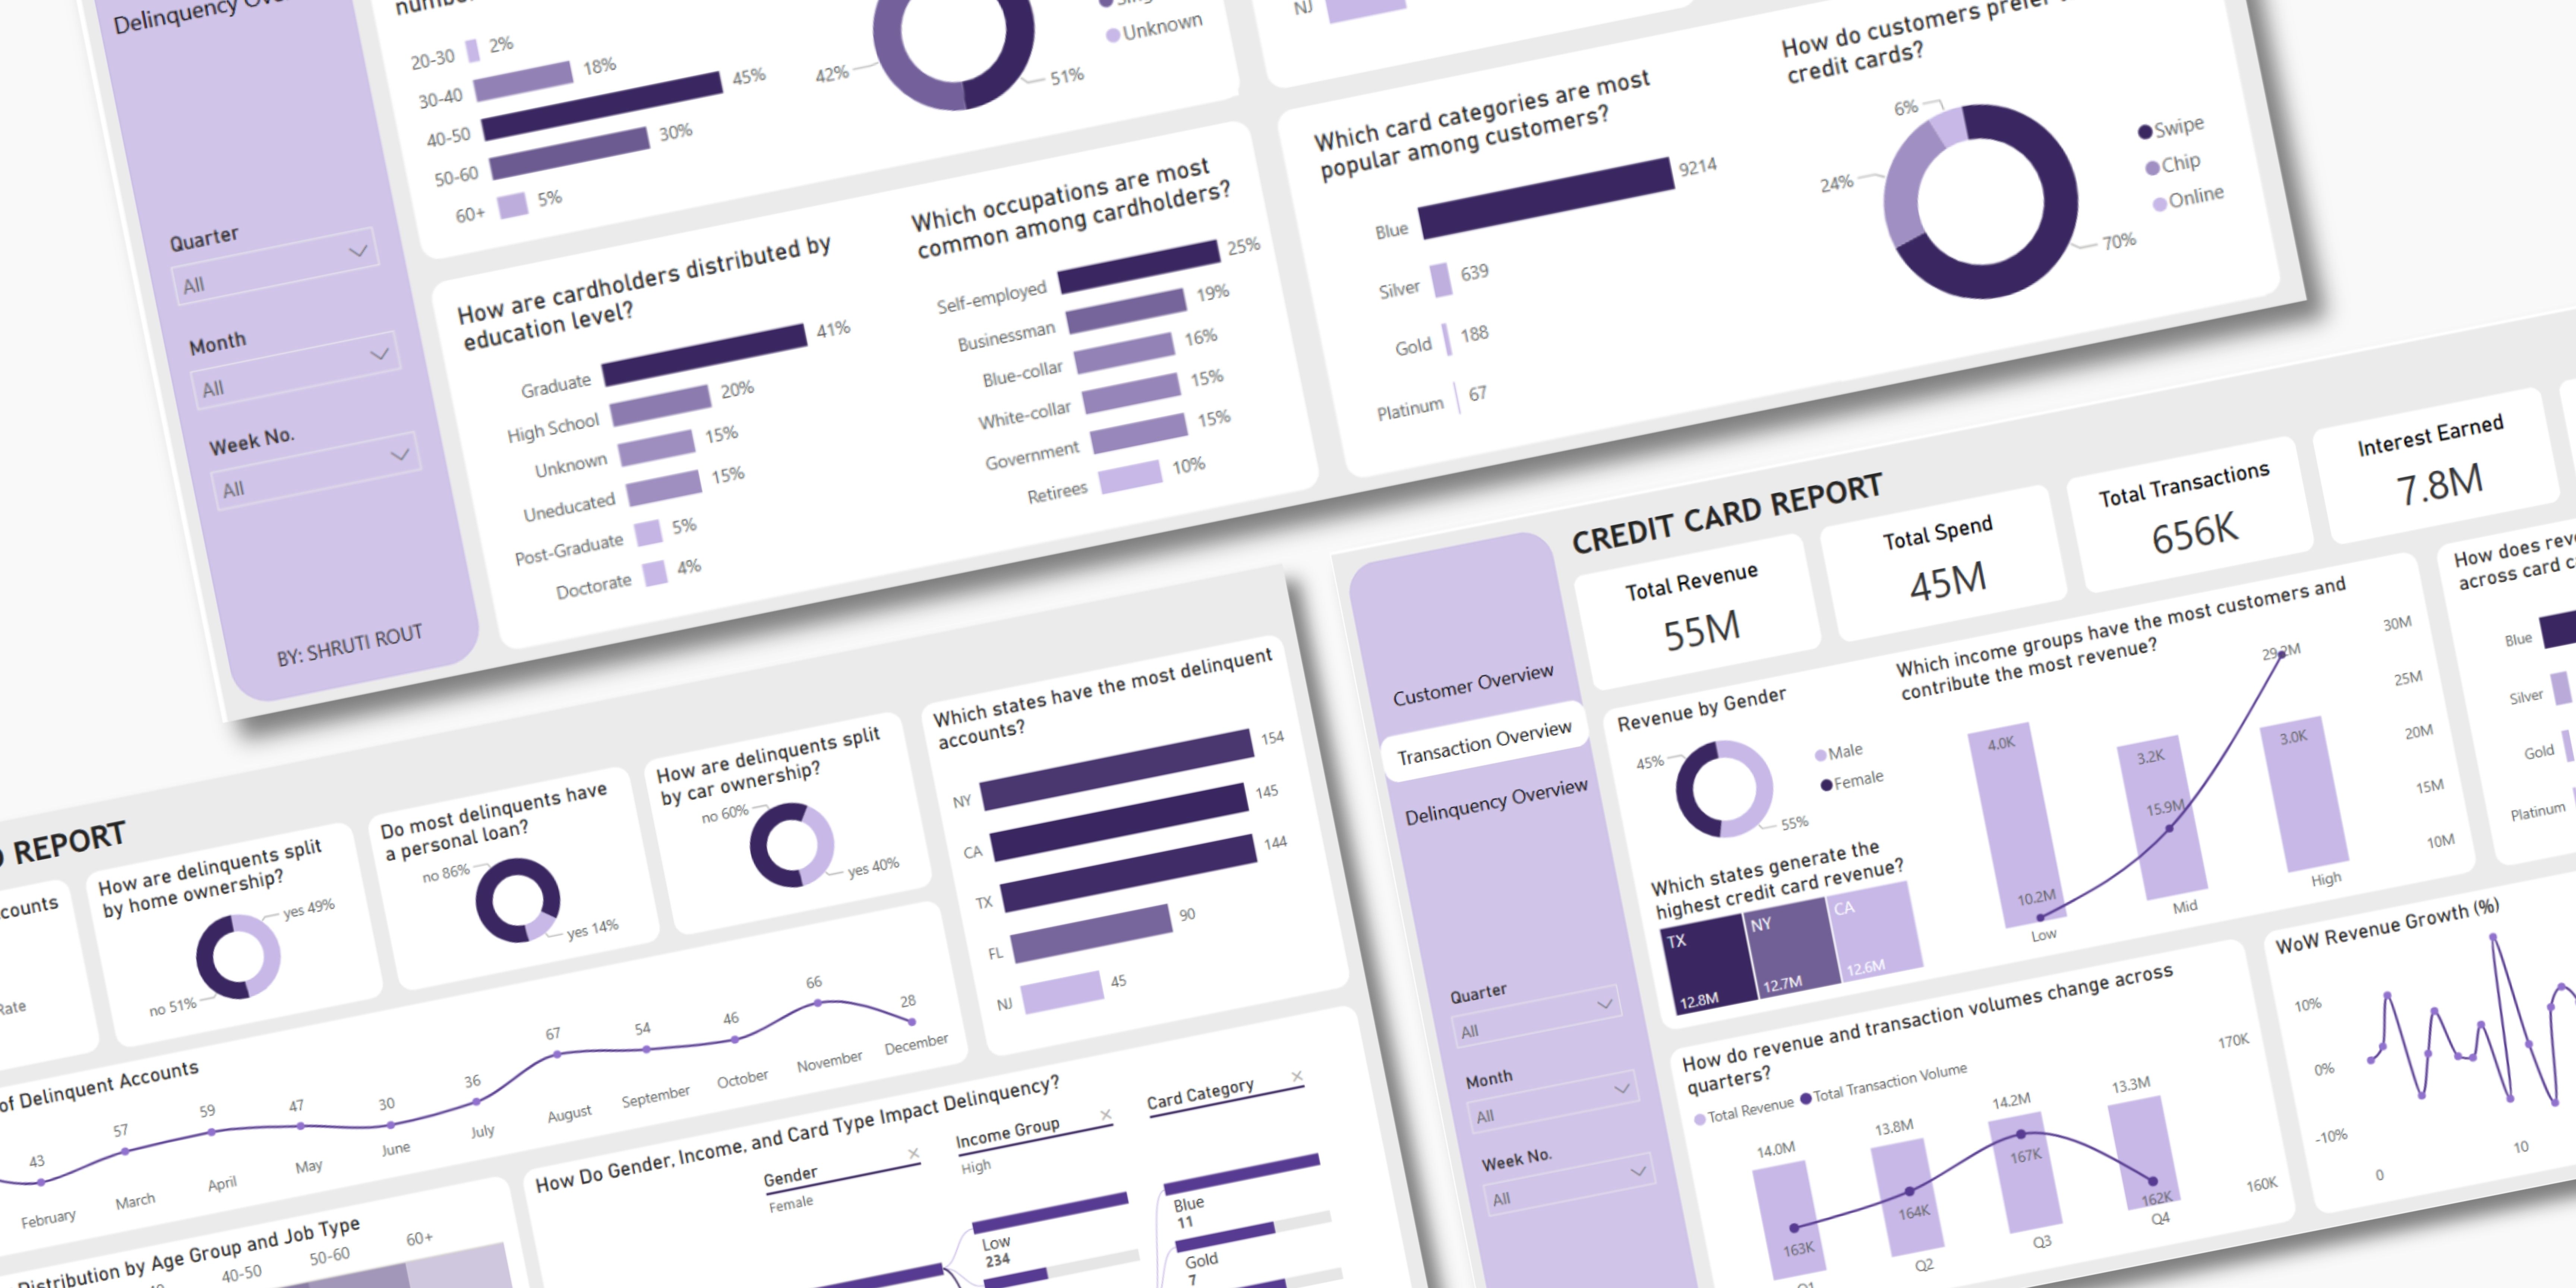 Delinquency
20-30
2%
30-40
18%
40-50
45%
50-60
30%
60+
5%
42%
51%
Unknown
NJ
Quarter
All
Month
All
Week No.
All
BY: SHRUTI ROUT
How are cardholders distributed by
education level?
Graduate
41%
High School
20%
Unknown
15%
Uneducated
15%
Post-Graduate
5%
Doctorate
4%
Which occupations are most
common among cardholders?
Self-employed
25%
Businessman
19%
Blue-collar
16%
White-collar
15%
Government
15%
Retirees
10%
Which card categories are most
popular among customers?
Blue
9214
Silver
639
Gold
188
Platinum
67
How do customers prefer
credit cards?
6%
24%
70%
Swipe
Chip
Online
REPORT
How are delinquents split
by home ownership?
yes 49%
no 51%
Do most delinquents have
a personal loan?
no 86%
yes 14%
How are delinquents split
by car ownership?
no 60%
yes 40%
Which states have the most delinquent
accounts?
NY
154
CA
145
TX
144
FL
90
NJ
45
of Delinquent Accounts
43
57
59
47
30
36
67
54
46
66
28
February
March
April
May
June
July
August
September
October
November
December
Distribution by Age Group and Job Type
40-50
50-60
60+
How Do Gender, Income, and Card Type Impact Delinquency?
Gender
Female
Income Group
High
Card Category
Low
234
Blue
11
Gold
7
CREDIT CARD REPORT
Total Revenue
55M
Total Spend
45M
Total Transactions
656K
Interest Earned
7.8M
Customer Overview
Transaction Overview
Delinquency Overview
Quarter
All
Month
All
Week No.
All
Revenue by Gender
45%
55%
Male
Female
Which states generate the
highest credit card revenue?
TX
12.8M
NY
12.7M
CA
12.6M
Which income groups have the most customers and
contribute the most revenue?
4.0K
3.2K
3.0K
10.2M
15.9M
29.2M
Low
Mid
High
30M
25M
20M
15M
10M
How does
across card
Blue
Silver
Gold
Platinum
How do revenue and transaction volumes change across
quarters?
Total Revenue
Total Transaction Volume
14.0M
13.8M
14.2M
13.3M
163K
164K
167K
162K
Q1
Q2
Q3
Q4
170K
160K
WoW Revenue Growth (%)
10%
0%
-10%
0
10